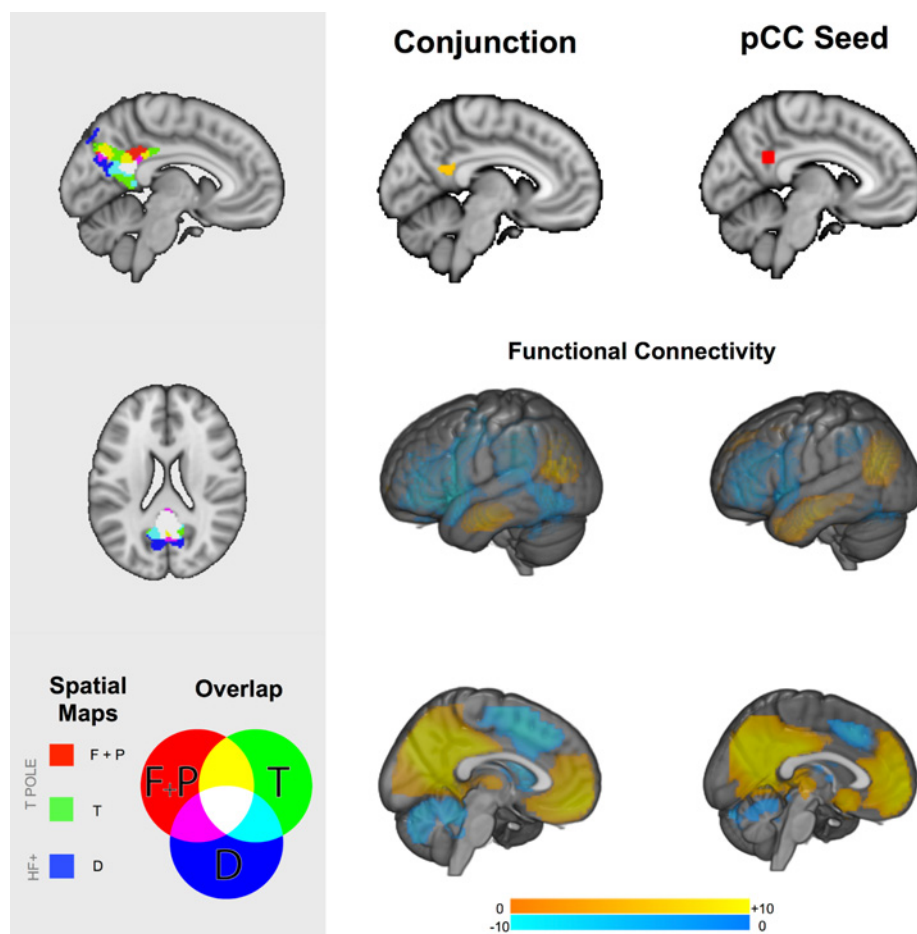 Conjunction
pCC Seed
Functional Connectivity
Spatial
Maps
Overlap
T POLE
F + P
T
HF+
D
F+P
T
D
0
+10
-10
0